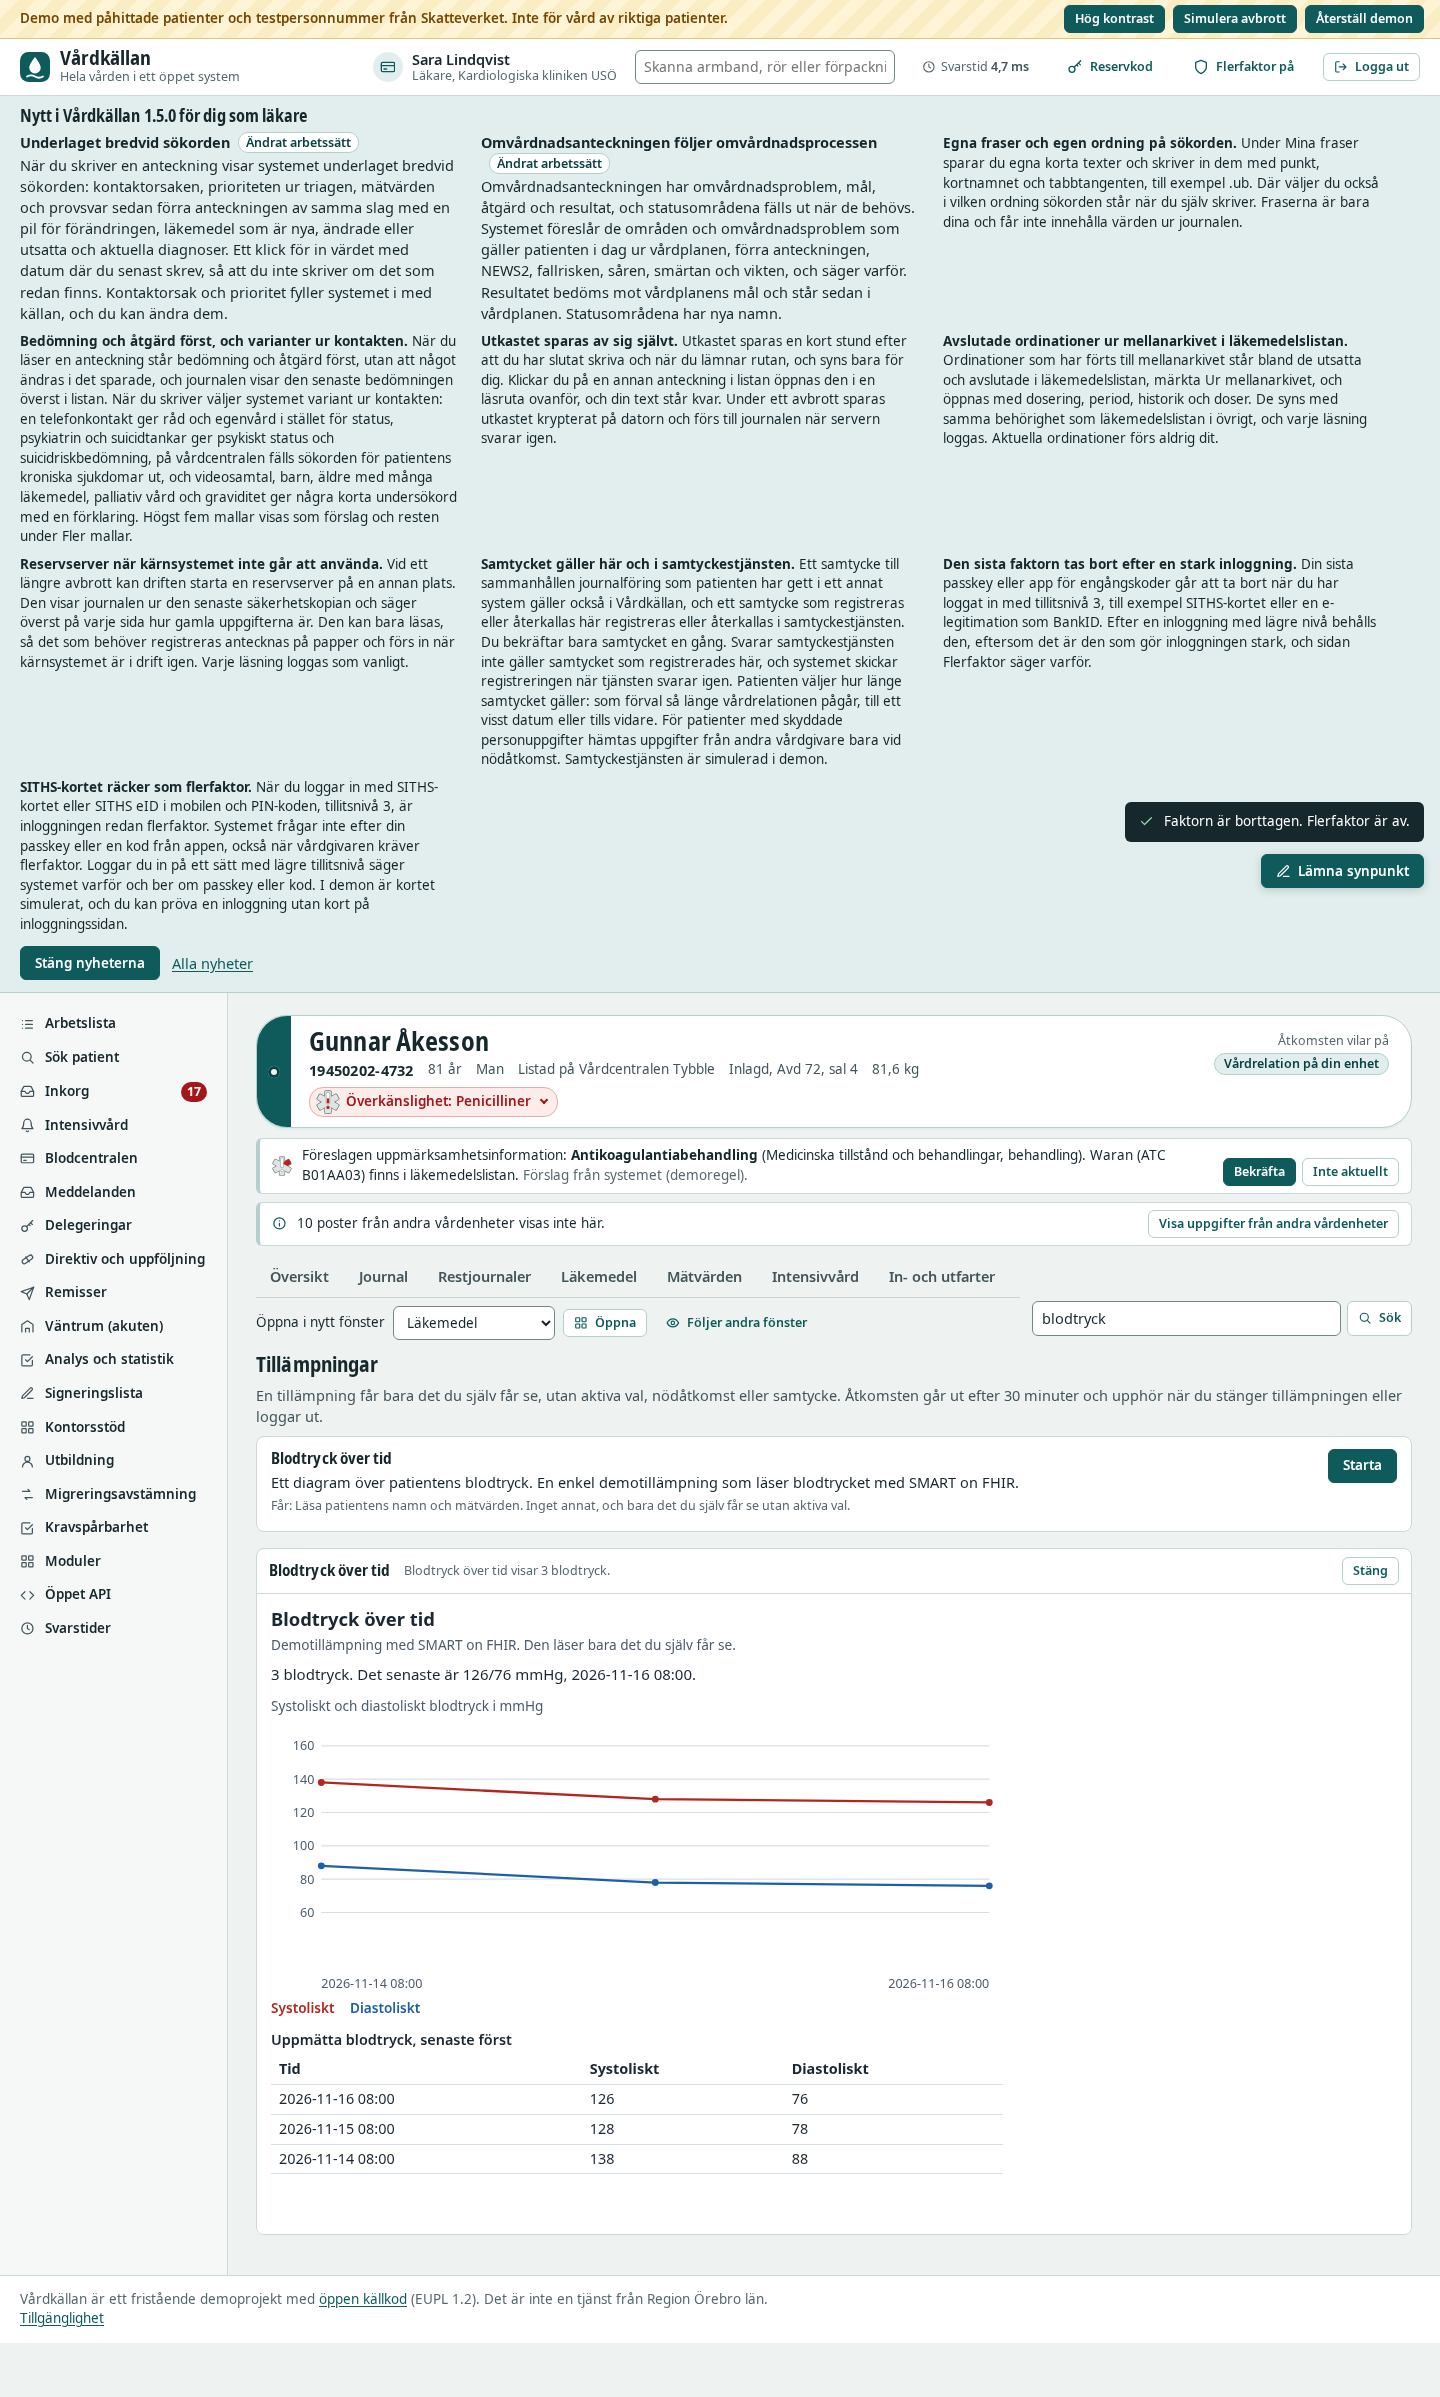 Demo med påhittade patienter och testpersonnummer från Skatteverket. Inte för vård av riktiga patienter.
Hög kontrast
Simulera avbrott
Återställ demon
Vårdkällan
Hela vården i ett öppet system
Sara Lindqvist
Läkare, Kardiologiska kliniken USÖ
Skanna armband, rör eller förpackni
Svarstid 4,7 ms
Reservkod
Flerfaktor på
Logga ut
Nytt i Vårdkällan 1.5.0 för dig som läkare
Underlaget bredvid sökorden Ändrat arbetssätt
När du skriver en anteckning visar systemet underlaget bredvid
sökorden: kontaktorsaken, prioriteten ur triagen, mätvärden
och provsvar sedan förra anteckningen av samma slag med en
pil för förändringen, läkemedel som är nya, ändrade eller
utsatta och aktuella diagnoser. Ett klick för in värdet med
datum där du senast skrev, så att du inte skriver om det som
redan finns. Kontaktorsak och prioritet fyller systemet i med
källan, och du kan ändra dem.
Omvårdnadsanteckningen följer omvårdnadsprocessen
Ändrat arbetssätt
Omvårdnadsanteckningen har omvårdnadsproblem, mål,
åtgärd och resultat, och statusområdena fälls ut när de behövs.
Systemet föreslår de områden och omvårdnadsproblem som
gäller patienten i dag ur vårdplanen, förra anteckningen,
NEWS2, fallrisken, såren, smärtan och vikten, och säger varför.
Resultatet bedöms mot vårdplanens mål och står sedan i
vårdplanen. Statusområdena har nya namn.
Egna fraser och egen ordning på sökorden. Under Mina fraser
sparar du egna korta texter och skriver in dem med punkt,
kortnamnet och tabbtangenten, till exempel .ub. Där väljer du också
i vilken ordning sökorden står när du själv skriver. Fraserna är bara
dina och får inte innehålla värden ur journalen.
Bedömning och åtgärd först, och varianter ur kontakten. När du
läser en anteckning står bedömning och åtgärd först, utan att något
ändras i det sparade, och journalen visar den senaste bedömningen
överst i listan. När du skriver väljer systemet variant ur kontakten:
en telefonkontakt ger råd och egenvård i stället för status,
psykiatrin och suicidtankar ger psykiskt status och
suicidriskbedömning, på vårdcentralen fälls sökorden för patientens
kroniska sjukdomar ut, och videosamtal, barn, äldre med många
läkemedel, palliativ vård och graviditet ger några korta undersökord
med en förklaring. Högst fem mallar visas som förslag och resten
under Fler mallar.
Utkastet sparas av sig självt. Utkastet sparas en kort stund efter
att du har slutat skriva och när du lämnar rutan, och syns bara för
dig. Klickar du på en annan anteckning i listan öppnas den i en
läsruta ovanför, och din text står kvar. Under ett avbrott sparas
utkastet krypterat på datorn och förs till journalen när servern
svarar igen.
Avslutade ordinationer ur mellanarkivet i läkemedelslistan.
Ordinationer som har förts till mellanarkivet står bland de utsatta
och avslutade i läkemedelslistan, märkta Ur mellanarkivet, och
öppnas med dosering, period, historik och doser. De syns med
samma behörighet som läkemedelslistan i övrigt, och varje läsning
loggas. Aktuella ordinationer förs aldrig dit.
Reservserver när kärnsystemet inte går att använda. Vid ett
längre avbrott kan driften starta en reservserver på en annan plats.
Den visar journalen ur den senaste säkerhetskopian och säger
överst på varje sida hur gamla uppgifterna är. Den kan bara läsas,
så det som behöver registreras antecknas på papper och förs in när
kärnsystemet är i drift igen. Varje läsning loggas som vanligt.
Samtycket gäller här och i samtyckestjänsten. Ett samtycke till
sammanhållen journalföring som patienten har gett i ett annat
system gäller också i Vårdkällan, och ett samtycke som registreras
eller återkallas här registreras eller återkallas i samtyckestjänsten.
Du bekräftar bara samtycket en gång. Svarar samtyckestjänsten
inte gäller samtycket som registrerades här, och systemet skickar
registreringen när tjänsten svarar igen. Patienten väljer hur länge
samtycket gäller: som förval så länge vårdrelationen pågår, till ett
visst datum eller tills vidare. För patienter med skyddade
personuppgifter hämtas uppgifter från andra vårdgivare bara vid
nödåtkomst. Samtyckestjänsten är simulerad i demon.
Den sista faktorn tas bort efter en stark inloggning. Din sista
passkey eller app för engångskoder går att ta bort när du har
loggat in med tillitsnivå 3, till exempel SITHS-kortet eller en e-
legitimation som BankID. Efter en inloggning med lägre nivå behålls
den, eftersom det är den som gör inloggningen stark, och sidan
Flerfaktor säger varför.
SITHS-kortet räcker som flerfaktor. När du loggar in med SITHS-
kortet eller SITHS eID i mobilen och PIN-koden, tillitsnivå 3, är
inloggningen redan flerfaktor. Systemet frågar inte efter din
passkey eller en kod från appen, också när vårdgivaren kräver
flerfaktor. Loggar du in på ett sätt med lägre tillitsnivå säger
systemet varför och ber om passkey eller kod. I demon är kortet
simulerat, och du kan pröva en inloggning utan kort på
inloggningssidan.
Faktorn är borttagen. Flerfaktor är av.
Lämna synpunkt
Stäng nyheterna
Alla nyheter
Arbetslista
Sök patient
Inkorg 17
Intensivvård
Blodcentralen
Meddelanden
Delegeringar
Direktiv och uppföljning
Remisser
Väntrum (akuten)
Analys och statistik
Signeringslista
Kontorsstöd
Utbildning
Migreringsavstämning
Kravspårbarhet
Moduler
Öppet API
Svarstider
Gunnar Åkesson
19450202-4732 81 år Man Listad på Vårdcentralen Tybble Inlagd, Avd 72, sal 4 81,6 kg
Överkänslighet: Penicilliner
Åtkomsten vilar på
Vårdrelation på din enhet
Föreslagen uppmärksamhetsinformation: Antikoagulantiabehandling (Medicinska tillstånd och behandlingar, behandling). Waran (ATC
B01AA03) finns i läkemedelslistan. Förslag från systemet (demoregel).
Bekräfta
Inte aktuellt
10 poster från andra vårdenheter visas inte här.
Visa uppgifter från andra vårdenheter
Översikt
Journal
Restjournaler
Läkemedel
Mätvärden
Intensivvård
In- och utfarter
Öppna i nytt fönster
Läkemedel
Öppna
Följer andra fönster
blodtryck
Sök
Tillämpningar
En tillämpning får bara det du själv får se, utan aktiva val, nödåtkomst eller samtycke. Åtkomsten går ut efter 30 minuter och upphör när du stänger tillämpningen eller
loggar ut.
Blodtryck över tid
Ett diagram över patientens blodtryck. En enkel demotillämpning som läser blodtrycket med SMART on FHIR.
Får: Läsa patientens namn och mätvärden. Inget annat, och bara det du själv får se utan aktiva val.
Starta
Blodtryck över tid
Blodtryck över tid visar 3 blodtryck.
Stäng
Blodtryck över tid
Demotillämpning med SMART on FHIR. Den läser bara det du själv får se.
3 blodtryck. Det senaste är 126/76 mmHg, 2026-11-16 08:00.
Systoliskt och diastoliskt blodtryck i mmHg
160
140
120
100
80
60
2026-11-14 08:00
2026-11-16 08:00
Systoliskt Diastoliskt
Uppmätta blodtryck, senaste först
Tid Systoliskt Diastoliskt
2026-11-16 08:00 126 76
2026-11-15 08:00 128 78
2026-11-14 08:00 138 88
Vårdkällan är ett fristående demoprojekt med öppen källkod (EUPL 1.2). Det är inte en tjänst från Region Örebro län.
Tillgänglighet